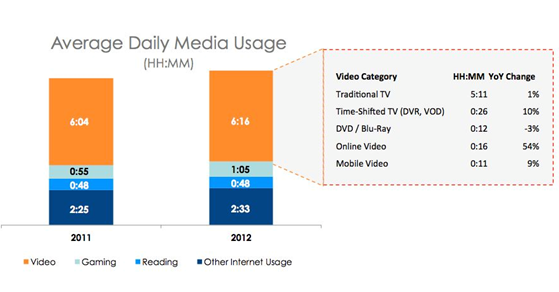 Average Daily Media Usage
(HH:MM)
6:04
0:55
0:48
2:25
2011
6:16
1:05
0:48
2:33
2012
Video Gaming Reading Other Internet Usage
Video Category HH:MM YoY Change
Traditional TV 5:11 1%
Time-Shifted TV (DVR, VOD) 0:26 10%
DVD / Blu-Ray 0:12 -3%
Online Video 0:16 54%
Mobile Video 0:11 9%